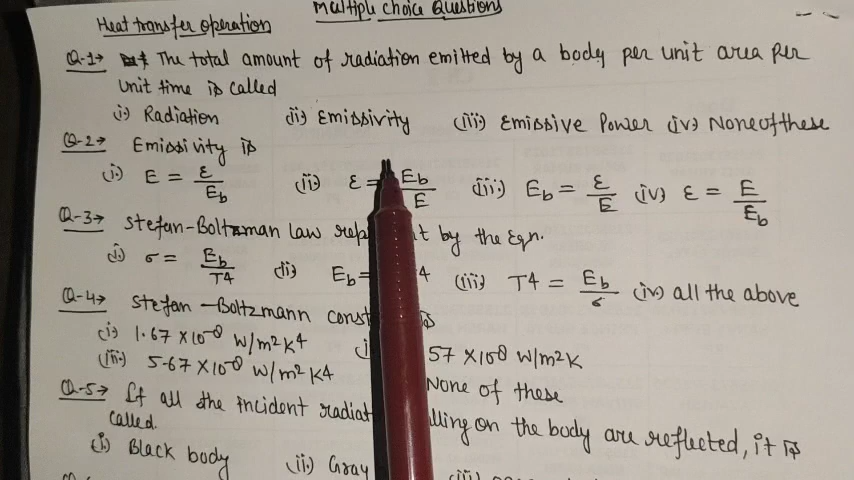 Multiple choice Questions
Heat transfer operation
Q-1→ The total amount of radiation emitted by a body per unit area per
unit time is called
(i) Radiation (ii) Emissivity (iii) Emissive Power (iv) None of these
Q-2→ Emissivity is
(i) E = ε/Eb (ii) ε = Eb/E (iii) Eb = ε/E (iv) ε = E/Eb
Q-3→ Stefan-Boltzman law by the Eqn.
(i) σ = Eb/T4 (ii) Eb= 4 (iii) T4 = Eb/σ (iv) all the above
Q-4→ Stefan-Boltzmann is
(i) 1.67 × 10-8 W/m2K4 57 × 10-8 W/m2K
(iii) 5.67 × 10-8 W/m2 K4 None of these
Q-5→ If all the incident on the body are reflected, it is
called.
(i) Black body (ii) Gray